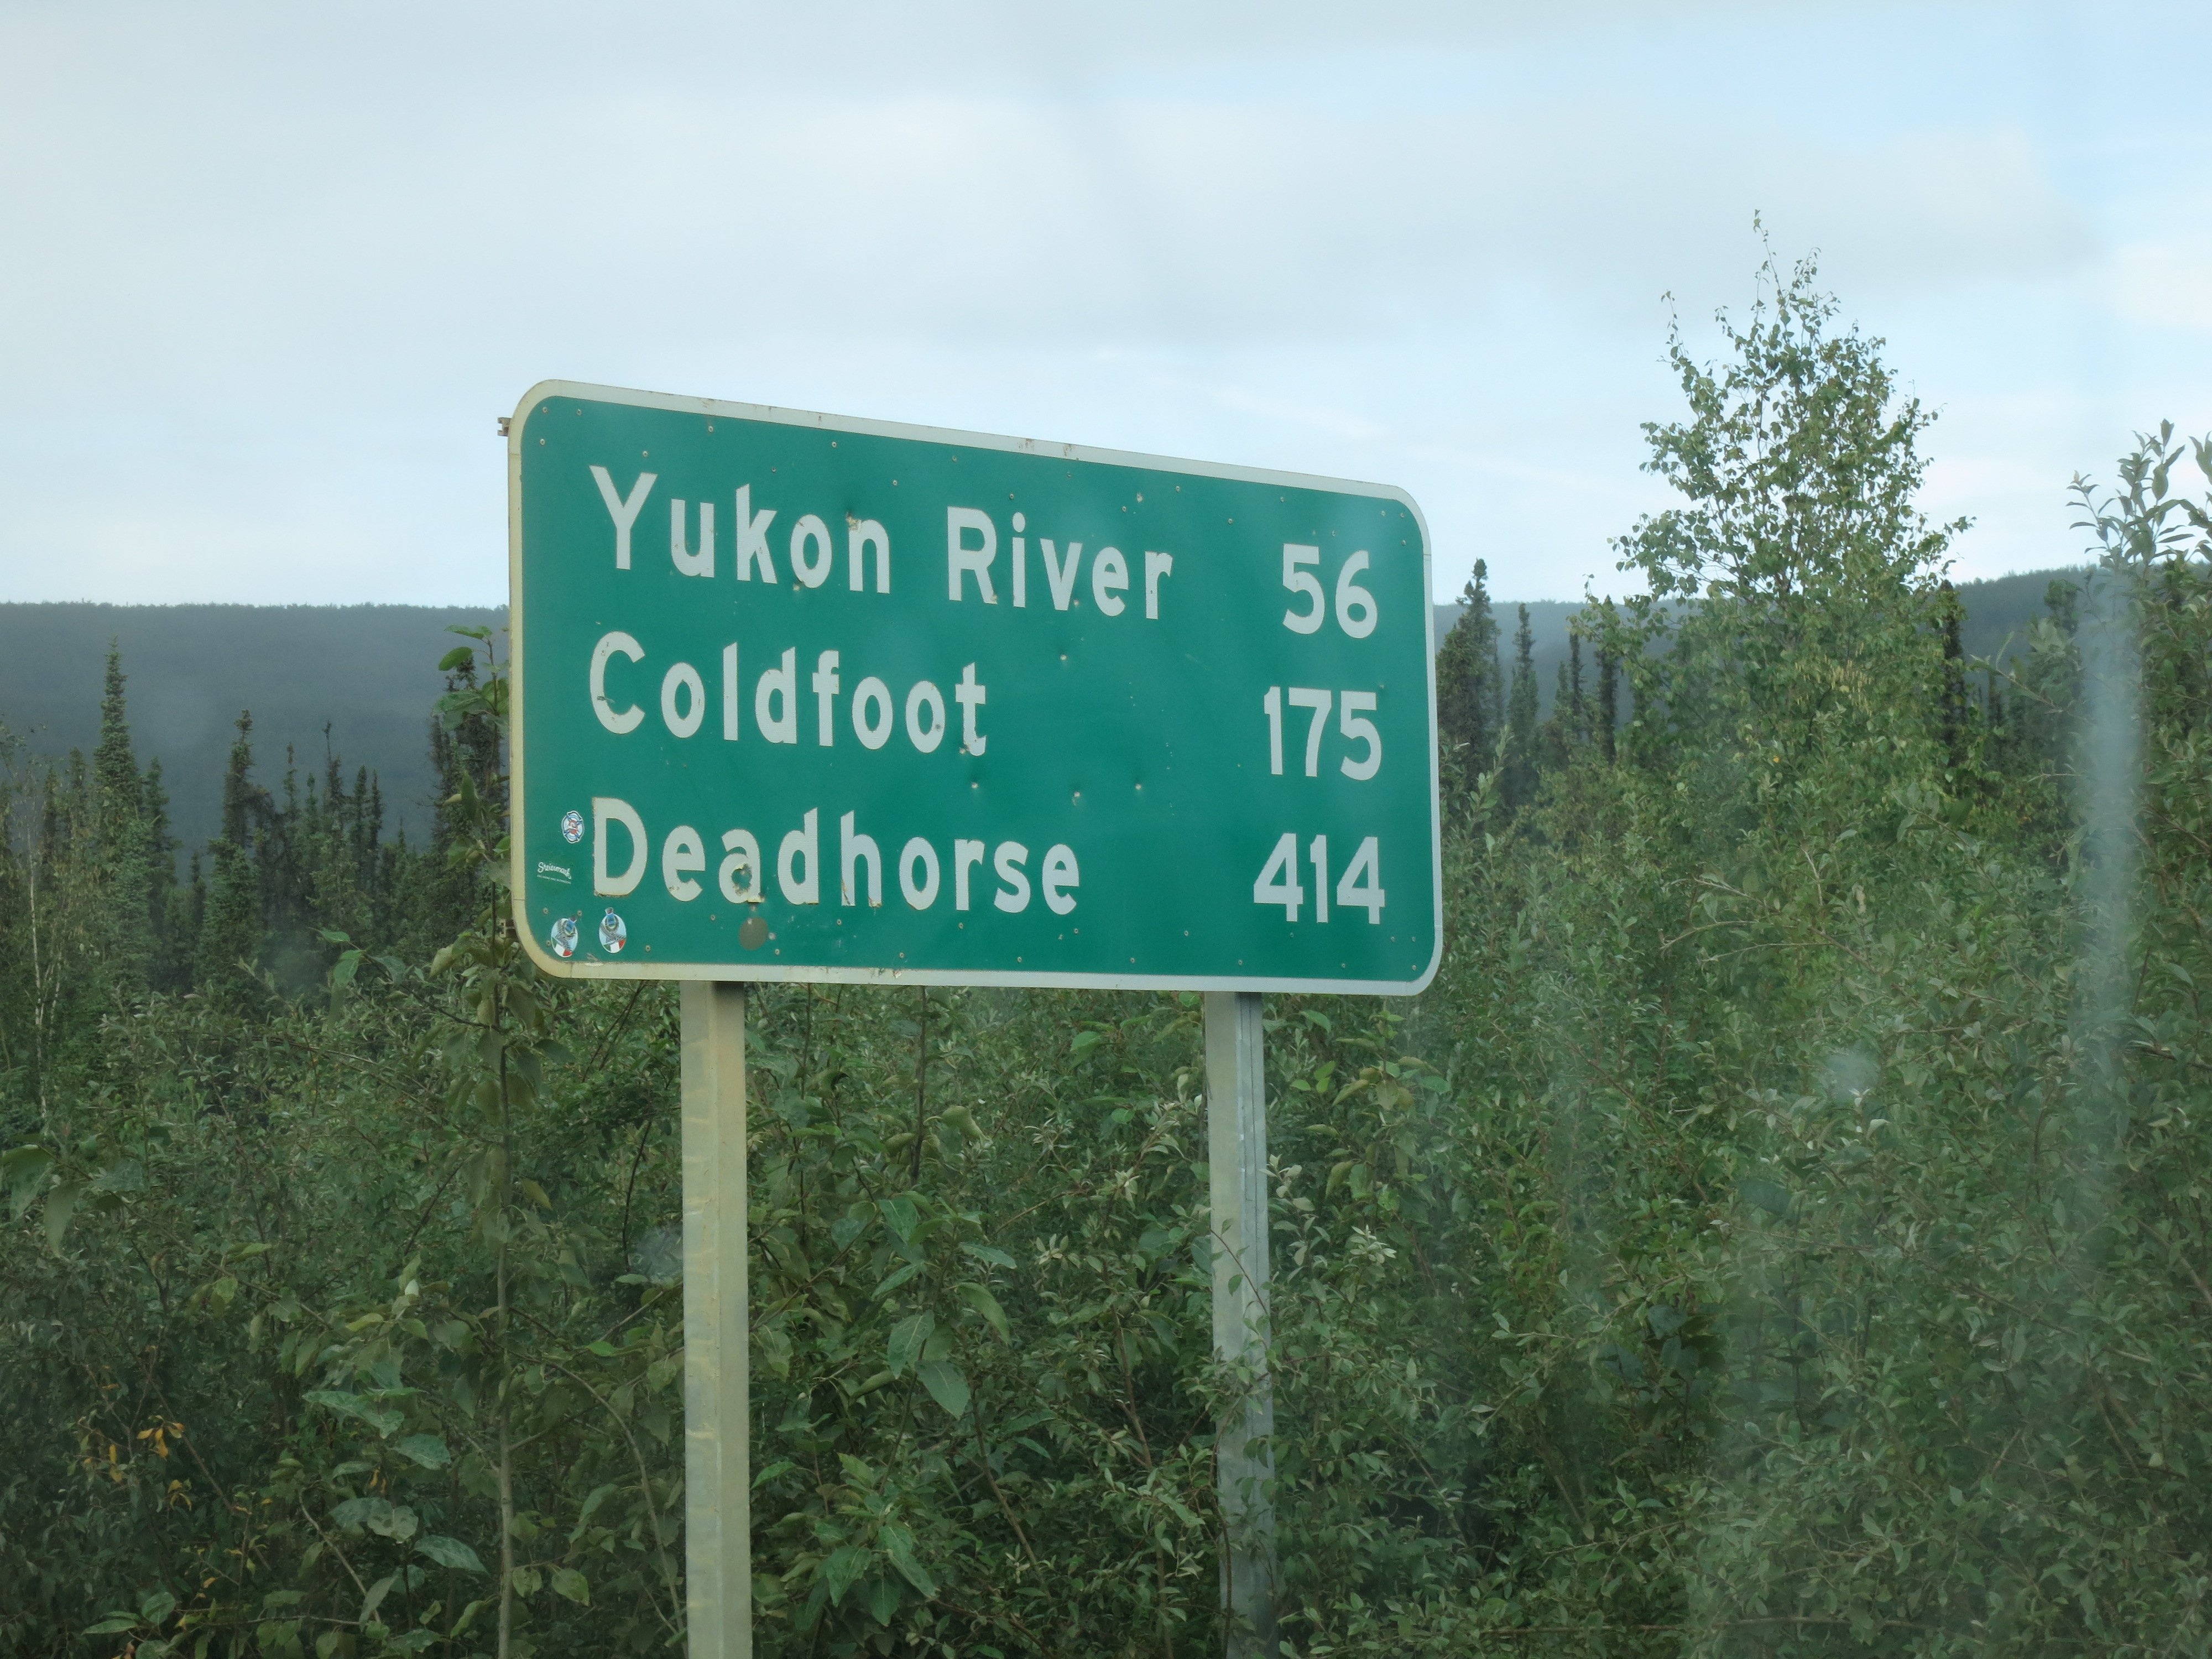 Yukon River 56
Coldfoot 175
Deadhorse 414